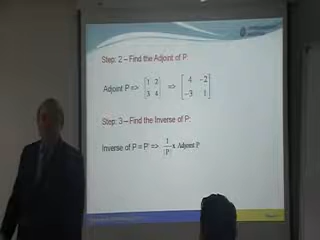 Step: 2 – Find the Adjoint of P:
Adjoint P => [1 2 3 4] => [4 −2 −3 1]
Step: 3 – Find the Inverse of P:
Inverse of P = P' => 1/|P| x Adjoint P